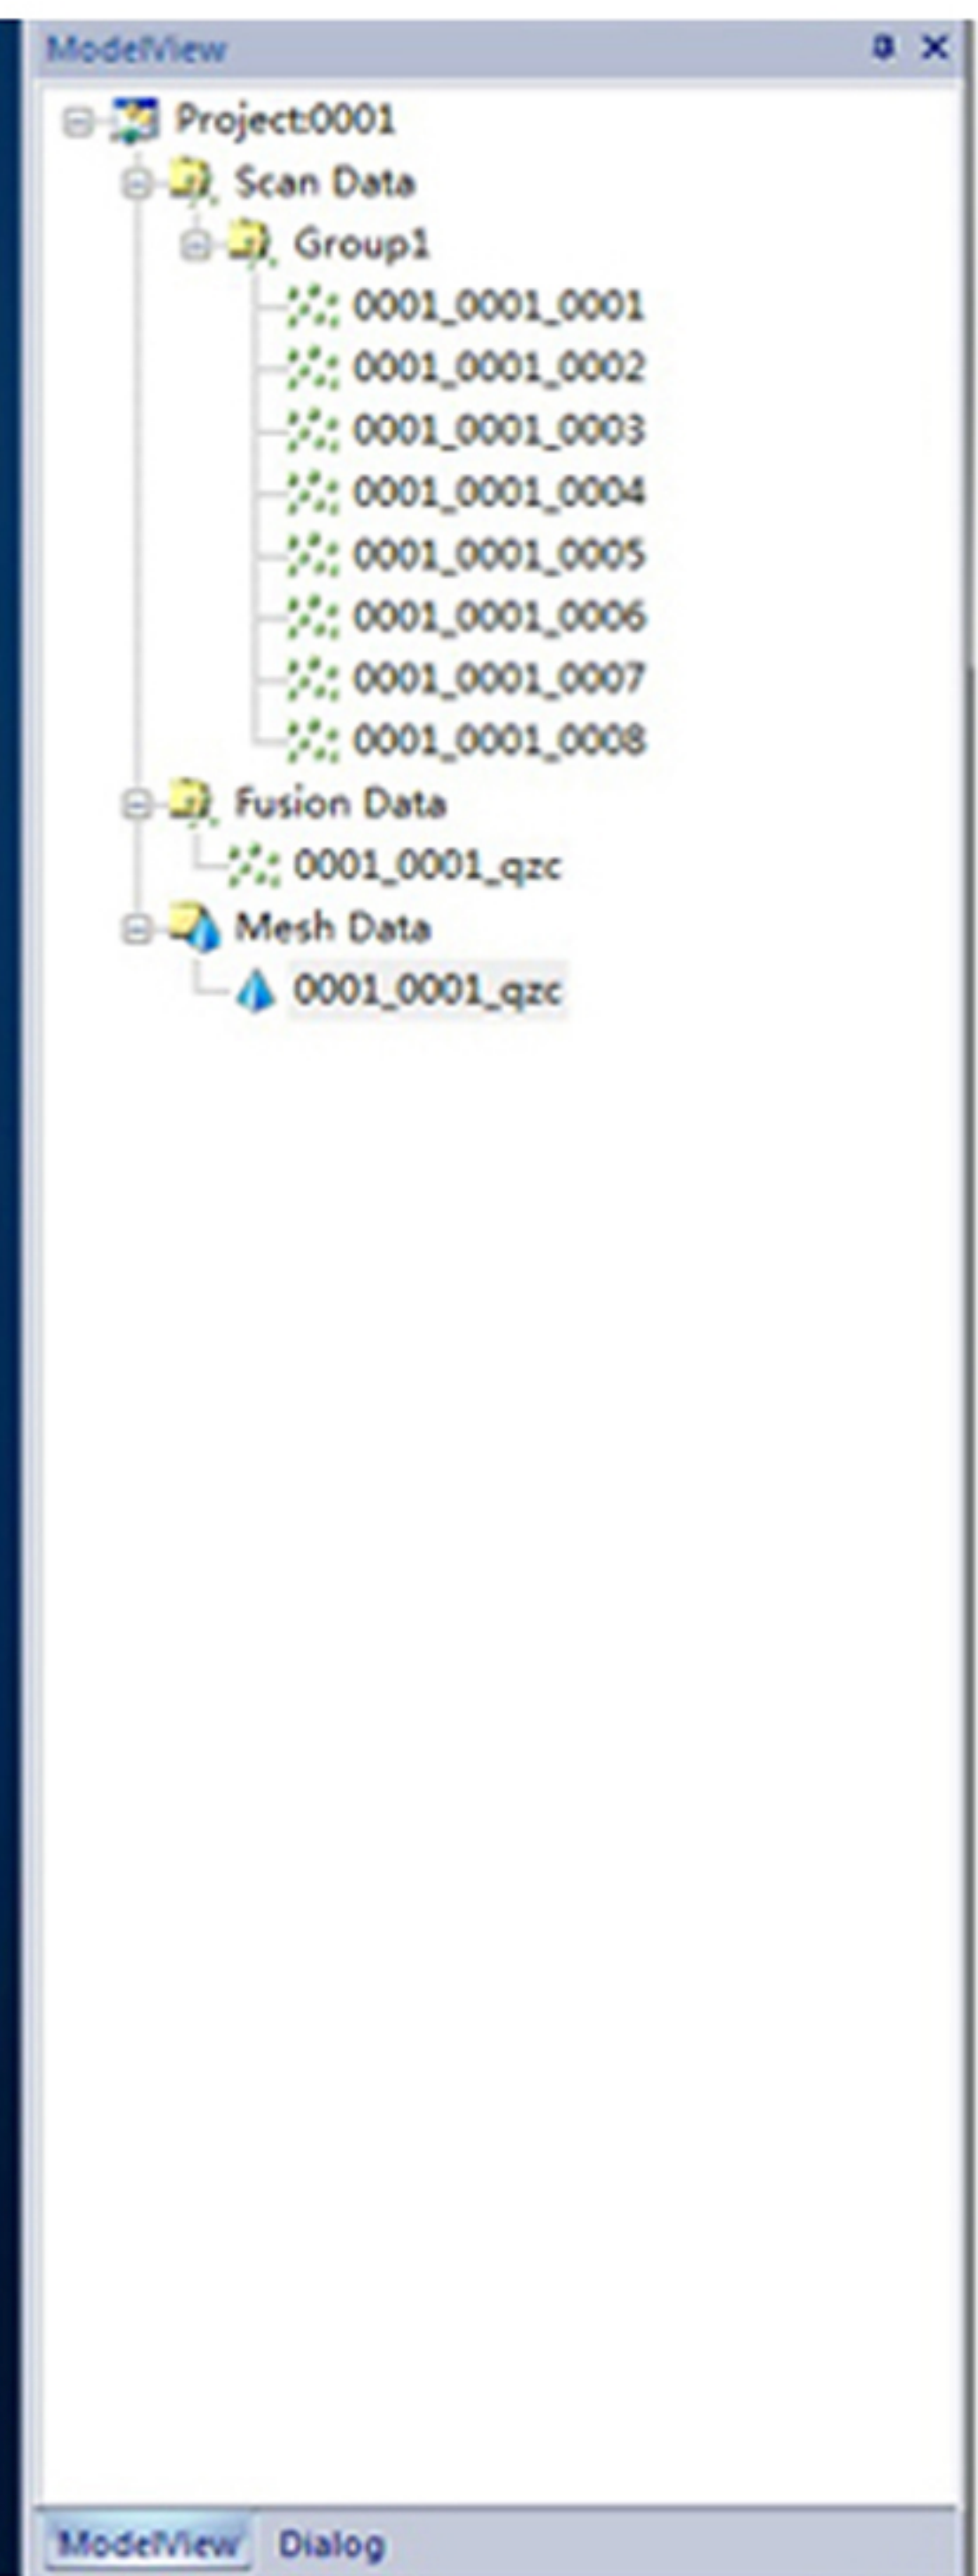 ModelView
Project:0001
Scan Data
Group1
0001_0001_0001
0001_0001_0002
0001_0001_0003
0001_0001_0004
0001_0001_0005
0001_0001_0006
0001_0001_0007
0001_0001_0008
Fusion Data
0001_0001_qzc
Mesh Data
0001_0001_qzc
ModelView Dialog